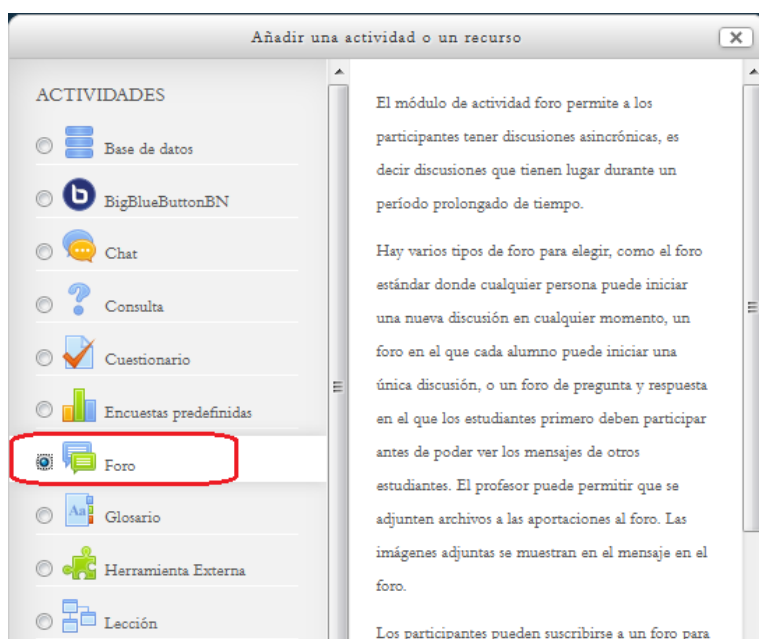 Añadir una actividad o un recurso
ACTIVIDADES
Base de datos
BigBlueButtonBN
Chat
Consulta
Cuestionario
Encuestas predefinidas
Foro
Glosario
Herramienta Externa
Lección
El módulo de actividad foro permite a los
participantes tener discusiones asincrónicas, es
decir discusiones que tienen lugar durante un
período prolongado de tiempo.
Hay varios tipos de foro para elegir, como el foro
estándar donde cualquier persona puede iniciar
una nueva discusión en cualquier momento, un
foro en el que cada alumno puede iniciar una
única discusión, o un foro de pregunta y respuesta
en el que los estudiantes primero deben participar
antes de poder ver los mensajes de otros
estudiantes. El profesor puede permitir que se
adjunten archivos a las aportaciones al foro. Las
imágenes adjuntas se muestran en el mensaje en el
foro.
Los participantes pueden suscribirse a un foro para